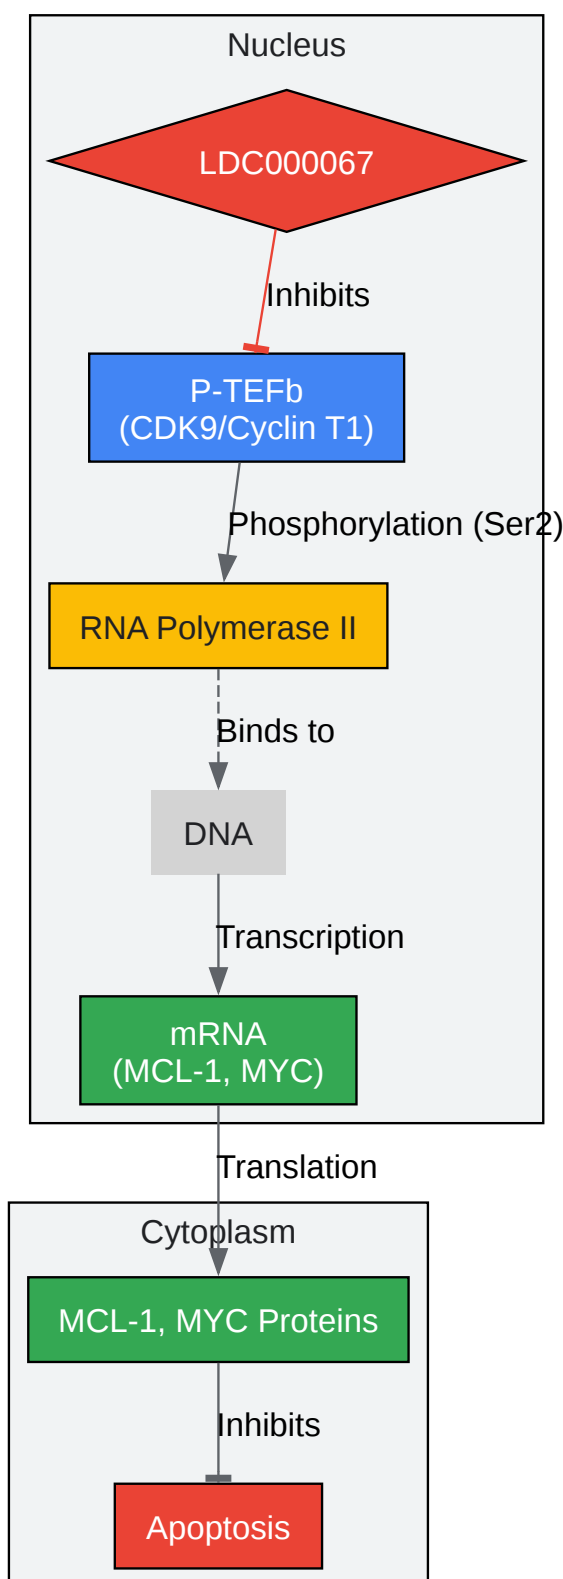 Nucleus
LDC000067
Inhibits
P-TEFb
(CDK9/Cyclin T1)
Phosphorylation (Ser2)
RNA Polymerase II
Binds to
DNA
Transcription
mRNA
(MCL-1, MYC)
Translation
Cytoplasm
MCL-1, MYC Proteins
Inhibits
Apoptosis